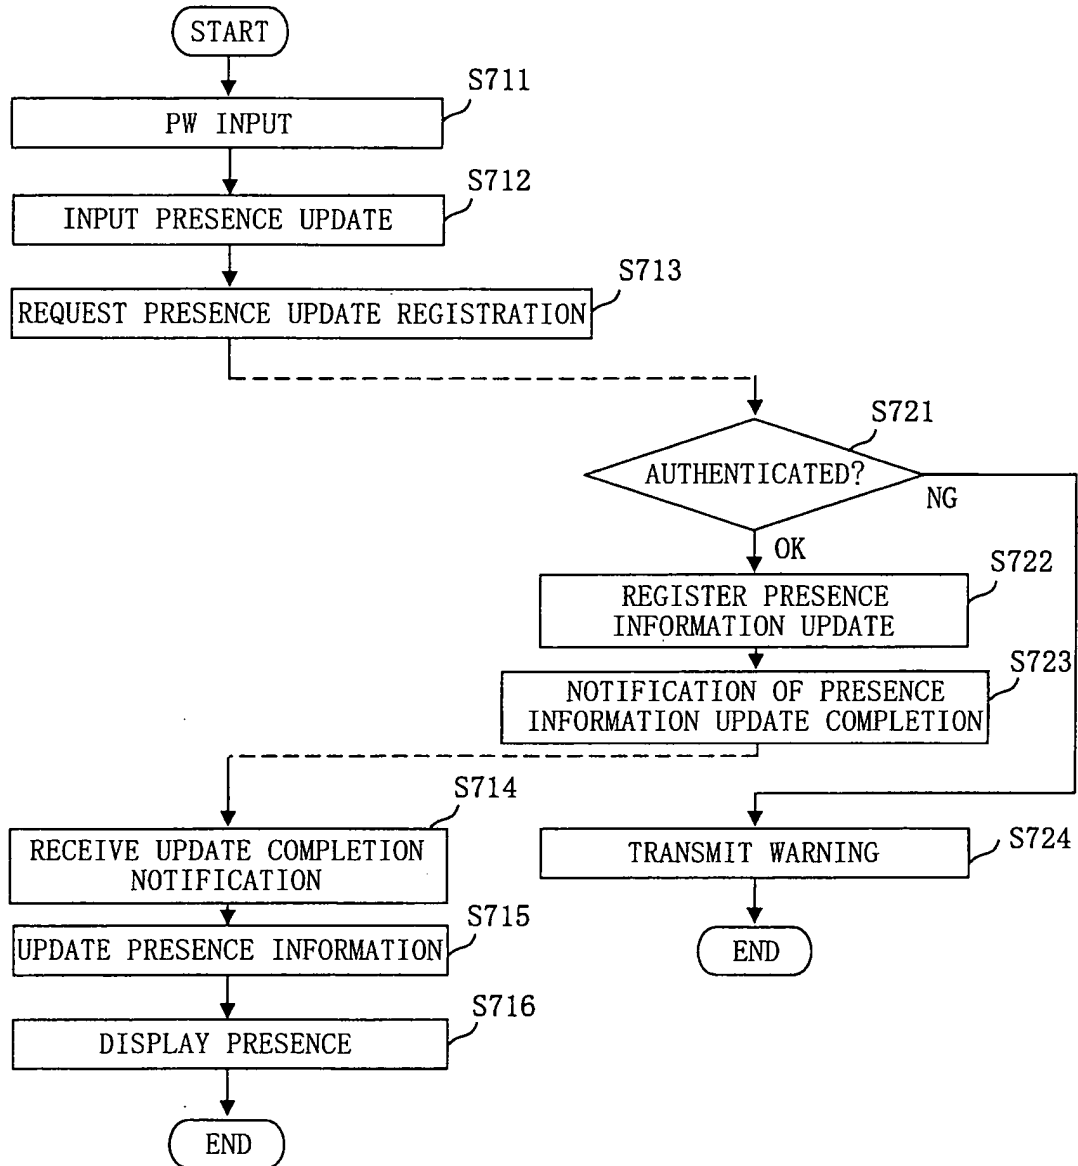 START
S711
PW INPUT
S712
INPUT PRESENCE UPDATE
S713
REQUEST PRESENCE UPDATE REGISTRATION
S721
AUTHENTICATED?
NG
OK
S722
REGISTER PRESENCE
INFORMATION UPDATE
S723
NOTIFICATION OF PRESENCE
INFORMATION UPDATE COMPLETION
S714
RECEIVE UPDATE COMPLETION
NOTIFICATION
S724
TRANSMIT WARNING
S715
UPDATE PRESENCE INFORMATION
END
S716
DISPLAY PRESENCE
END